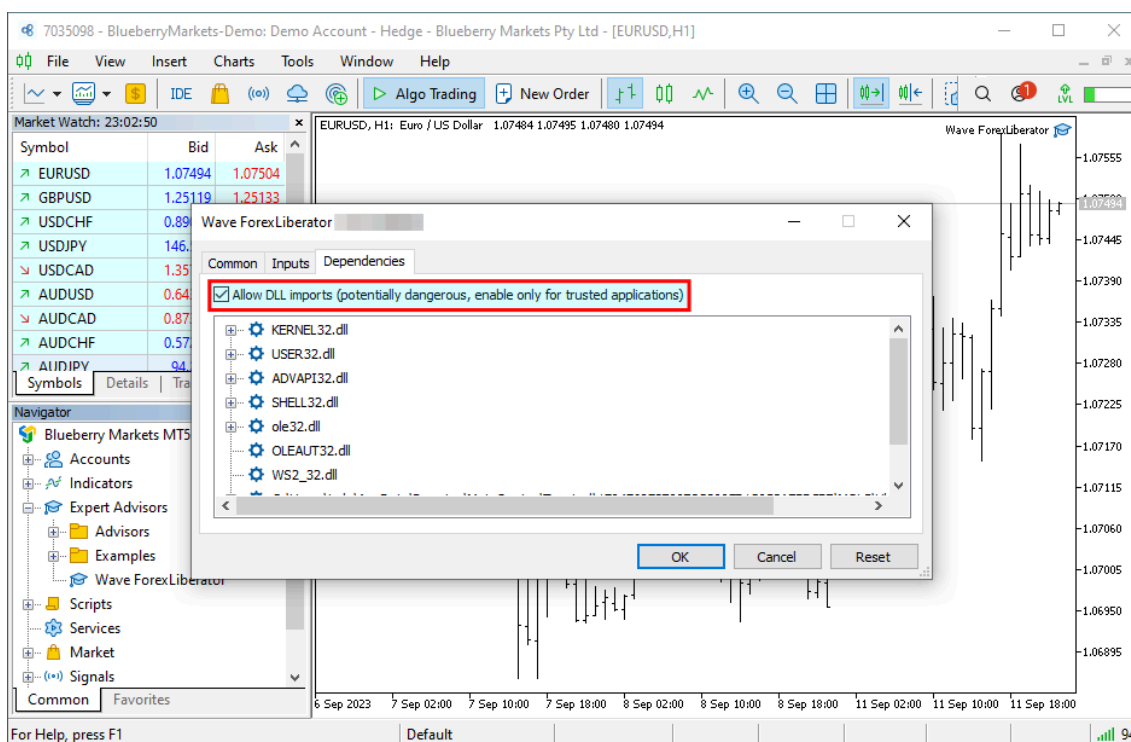 7035098 - BlueberryMarkets-Demo: Demo Account - Hedge - Blueberry Markets Pty Ltd - [EURUSD,H1]
File View Insert Charts Tools Window Help
IDE Algo Trading New Order 1 LVL
Market Watch: 23:02:50
Symbol Bid Ask
EURUSD 1.07494 1.07504
GBPUSD 1.25119 1.25133
USDCHF
USDJPY 146.
USDCAD
AUDUSD
AUDCAD
AUDCHF
AUDJPY 94.
Symbols Details
Navigator
Blueberry Markets MT5
Accounts
Indicators
Expert Advisors
Advisors
Examples
Wave ForexLiberator
Scripts
Services
Market
Signals
Common Favorites
EURUSD, H1: Euro / US Dollar 1.07484 1.07495 1.07480 1.07494
Wave ForexLiberator
Wave ForexLiberator
Common Inputs Dependencies
Allow DLL imports (potentially dangerous, enable only for trusted applications)
KERNEL32.dll
USER32.dll
ADVAPI32.dll
SHELL32.dll
ole32.dll
OLEAUT32.dll
WS2_32.dll
OK Cancel Reset
1.07555
1.07494
1.07445
1.07390
1.07335
1.07280
1.07225
1.07170
1.07115
1.07060
1.07005
1.06950
1.06895
6 Sep 2023 7 Sep 02:00 7 Sep 10:00 7 Sep 18:00 8 Sep 02:00 8 Sep 10:00 8 Sep 18:00 11 Sep 02:00 11 Sep 10:00 11 Sep 18:00
For Help, press F1 Default